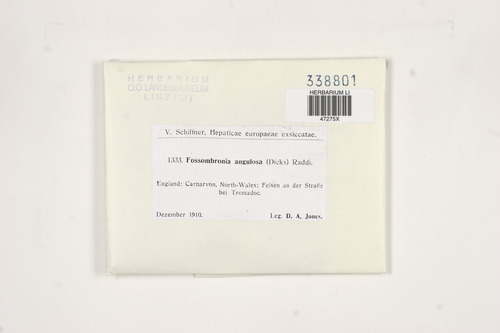 HERBARIUM
O.Ö. LANDESMUSEUM
LINZ (LI)
338801
HERBARIUM LI
47275X
V. Schiffner, Hepaticae europaeae exsiccatae.
1333. Fossombronia angulosa (Dicks) Raddi.
England: Carnarvon, North-Wales; Felsen an der Straße
bei Tremadoc.
Dezember 1910.
Leg. D. A. Jones.